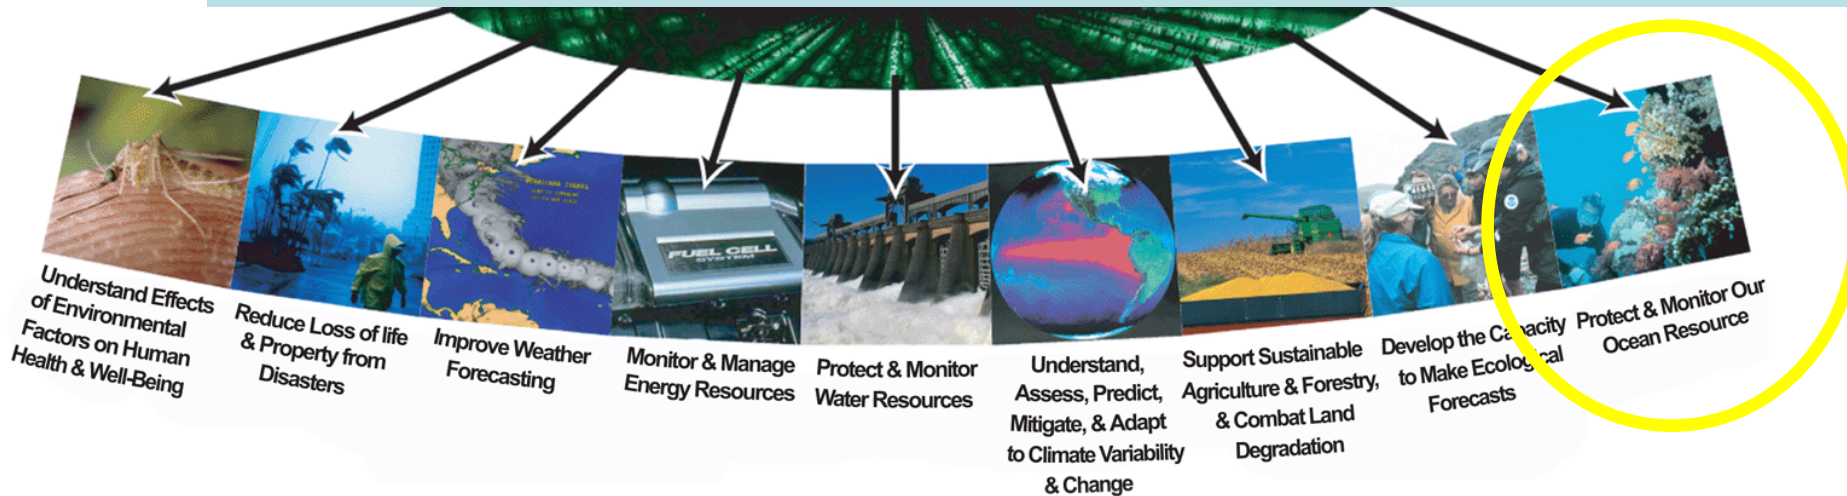 Understand Effects
of Environmental
Factors on Human
Health & Well-Being
Reduce Loss of life
& Property from
Disasters
Improve Weather
Forecasting
FUEL CELL
SYSTEM
Monitor & Manage
Energy Resources
Protect & Monitor
Water Resources
Understand,
Assess, Predict,
Mitigate, & Adapt
to Climate Variability
& Change
Support Sustainable
Agriculture & Forestry,
& Combat Land
Degradation
Develop the Capacity
to Make Ecological
Forecasts
Protect & Monitor Our
Ocean Resource